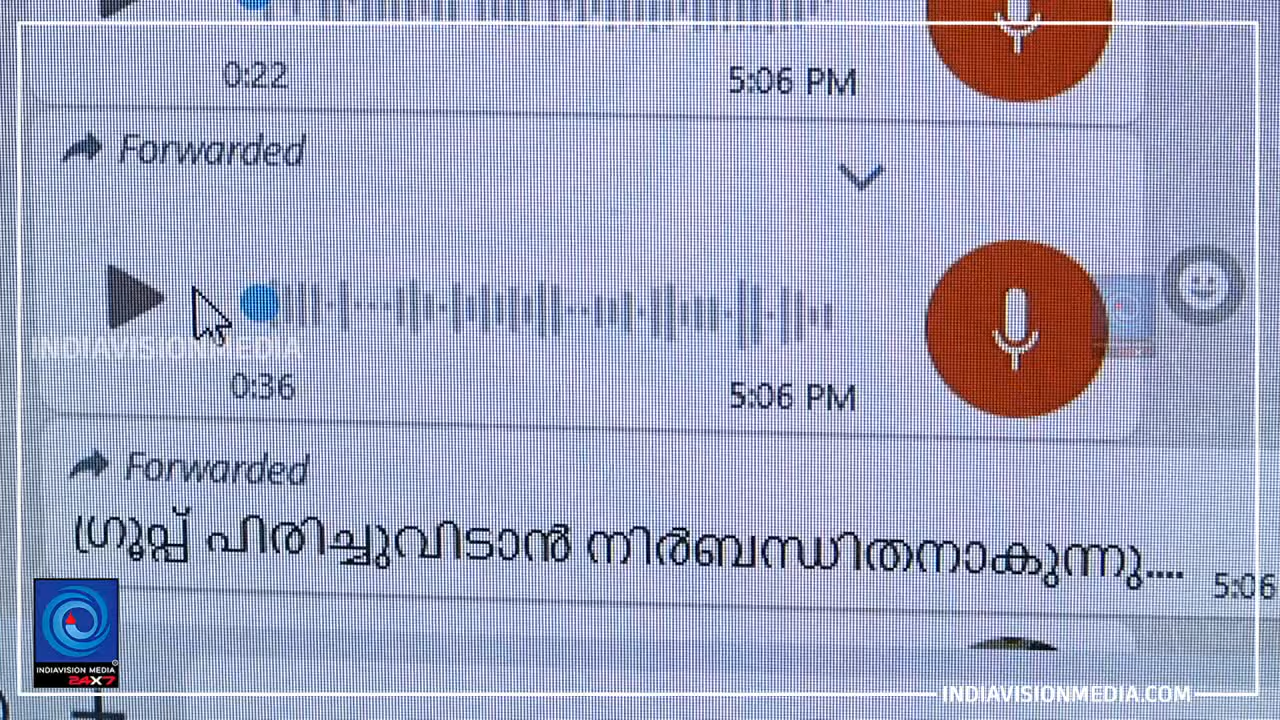 0:22 5:06 PM
Forwarded
INDIAVISIONMEDIA
0:36 5:06 PM
Forwarded
ഗ്രൂപ്പ് പിരിച്ചുവിടാൻ നിർബന്ധിതനാകുന്നു....
5:06
INDIAVISION MEDIA
24X7
INDIAVISIONMEDIA.COM